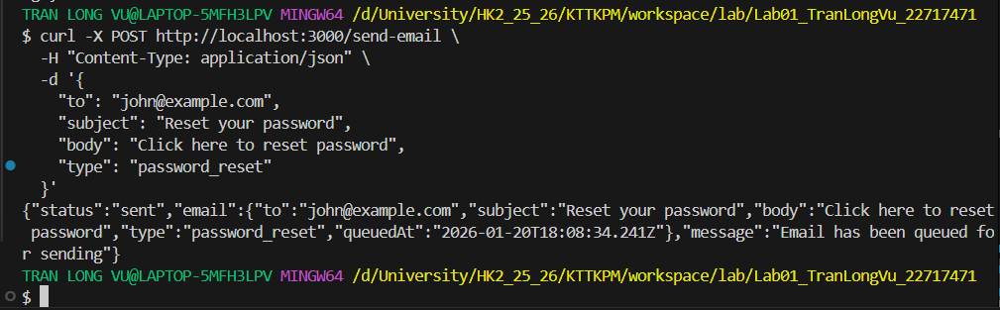 TRAN LONG VU@LAPTOP-5MFH3LPV MINGW64 /d/University/HK2_25_26/KTTKPM/workspace/lab/Lab01_TranLongVu_22717471
$ curl -X POST http://localhost:3000/send-email \
  -H "Content-Type: application/json" \
  -d '{
    "to": "john@example.com",
    "subject": "Reset your password",
    "body": "Click here to reset password",
    "type": "password_reset"
  }'
{"status":"sent","email":{"to":"john@example.com","subject":"Reset your password","body":"Click here to reset
 password","type":"password_reset","queuedAt":"2026-01-20T18:08:34.241Z"},"message":"Email has been queued fo
r sending"}
TRAN LONG VU@LAPTOP-5MFH3LPV MINGW64 /d/University/HK2_25_26/KTTKPM/workspace/lab/Lab01_TranLongVu_22717471
$